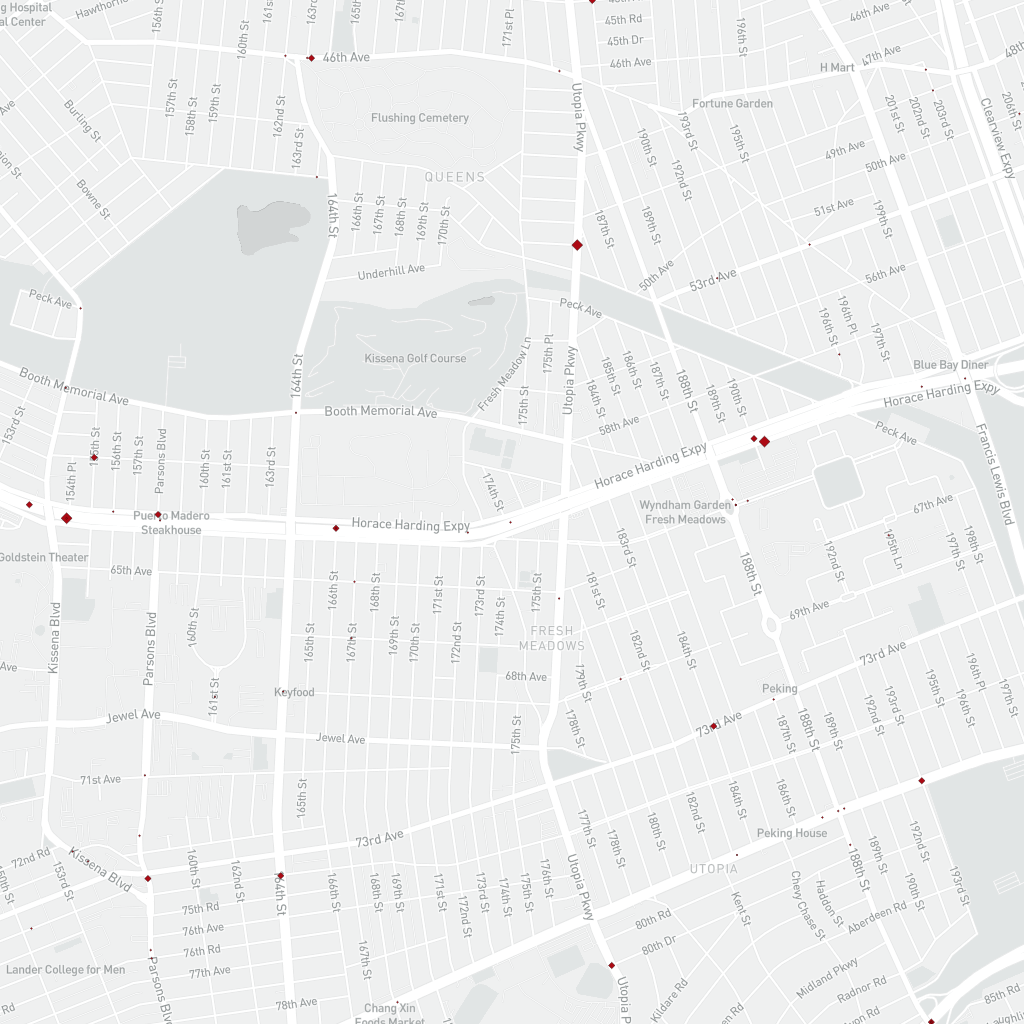 g Hospital
al Center
Hawthorne
156th St
160th St
161st
163rd
165th
167th
171st Pl
45th Rd
45th Dr
46th Ave
196th St
46th Ave
47th Ave
48th
H Mart
46th Ave
Utopia Pkwy
Fortune Garden
201st St
202nd St
203rd St
Clearview Expy
206th St
157th St
158th St
159th St
162nd St
163rd St
Burling St
Bowne St
Flushing Cemetery
QUEENS
190th St
193rd St
192nd St
195th St
49th Ave
50th Ave
51st Ave
199th St
164th St
166th St
167th St
168th St
169th St
170th St
187th St
189th St
50th Ave
53rd Ave
56th Ave
Underhill Ave
Peck Ave
Peck Ave
196th St
196th Pl
197th St
Kissena Golf Course
Fresh Meadow Ln
175th Pl
Utopia Pkwy
185th St
186th St
187th St
188th St
184th St
189th St
190th St
Blue Bay Diner
Horace Harding Expy
164th St
Booth Memorial Ave
Booth Memorial Ave
175th St
58th Ave
153rd St
155th St
156th St
157th St
Parsons Blvd
160th St
161st St
163rd St
154th Pl
174th St
Horace Harding Expy
Peck Ave
Francis Lewis Blvd
Puerto Madero
Steakhouse
Horace Harding Expy
Wyndham Garden
Fresh Meadows
67th Ave
Goldstein Theater
65th Ave
183rd St
188th St
192nd St
195th Ln
197th St
198th St
166th St
168th St
171st St
173rd St
174th St
175th St
181st St
69th Ave
Kissena Blvd
Parsons Blvd
160th St
161st St
165th St
167th St
169th St
170th St
172nd St
FRESH
MEADOWS
182nd St
184th St
73rd Ave
Keyfood
68th Ave
179th St
178th St
Peking
73rd Ave
187th St
188th St
189th St
192nd St
193rd St
195th St
196th Pl
197th St
Jewel Ave
Jewel Ave
175th St
71st Ave
165th St
182nd St
184th St
186th St
73rd Ave
177th St
178th St
180th St
Peking House
72nd Rd
Kissena Blvd
150th St
153rd St
160th St
162nd St
164th St
166th St
168th St
169th St
171st St
172nd St
173rd St
174th St
175th St
176th St
Utopia Pkwy
UTOPIA
188th St
189th St
190th St
192nd St
193rd St
75th Rd
76th Ave
76th Rd
77th Ave
78th Ave
80th Rd
80th Dr
Kent St
Chevy Chase St
Haddon St
Aberdeen Rd
Lander College for Men
Parsons Blvd
167th St
Midland Pkwy
Radnor Rd
Kildare Rd
85th Rd
Chang Xin
Foods Market
Utopia P